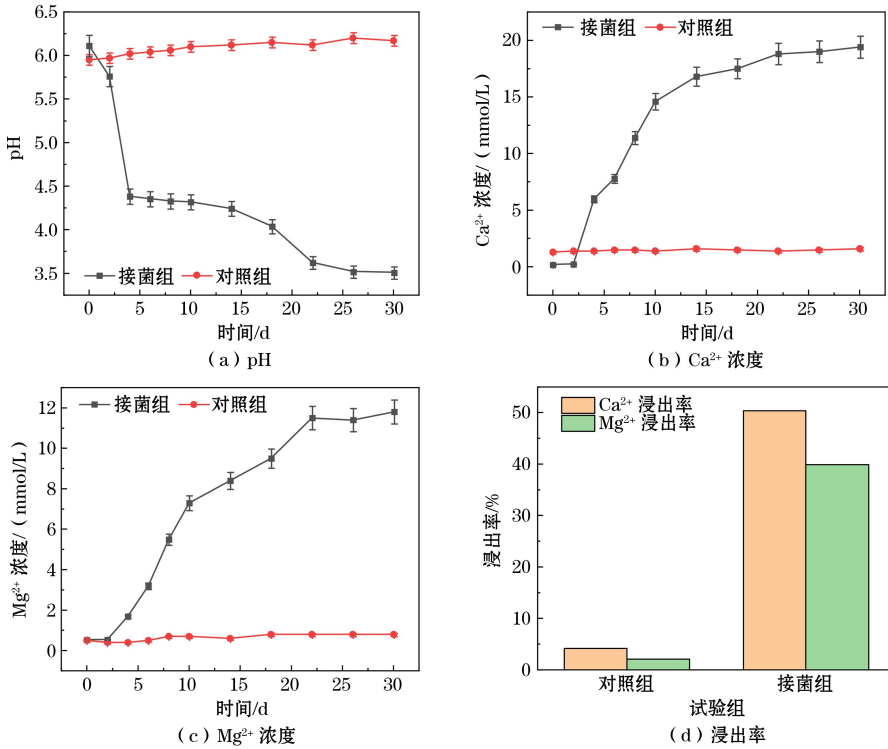 6.5
6.0
5.5
5.0
4.5
4.0
3.5
pH
接菌组 对照组
0 5 10 15 20 25 30
时间/d
(a)pH
接菌组 对照组
20
15
10
5
0
Ca²⁺ 浓度/(mmol/L)
0 5 10 15 20 25 30
时间/d
(b)Ca²⁺ 浓度
接菌组 对照组
12
10
8
6
4
2
0
Mg²⁺ 浓度/(mmol/L)
0 5 10 15 20 25 30
时间/d
(c)Mg²⁺ 浓度
Ca²⁺ 浸出率
Mg²⁺ 浸出率
50
40
30
20
10
0
浸出率/%
对照组 接菌组
试验组
(d)浸出率